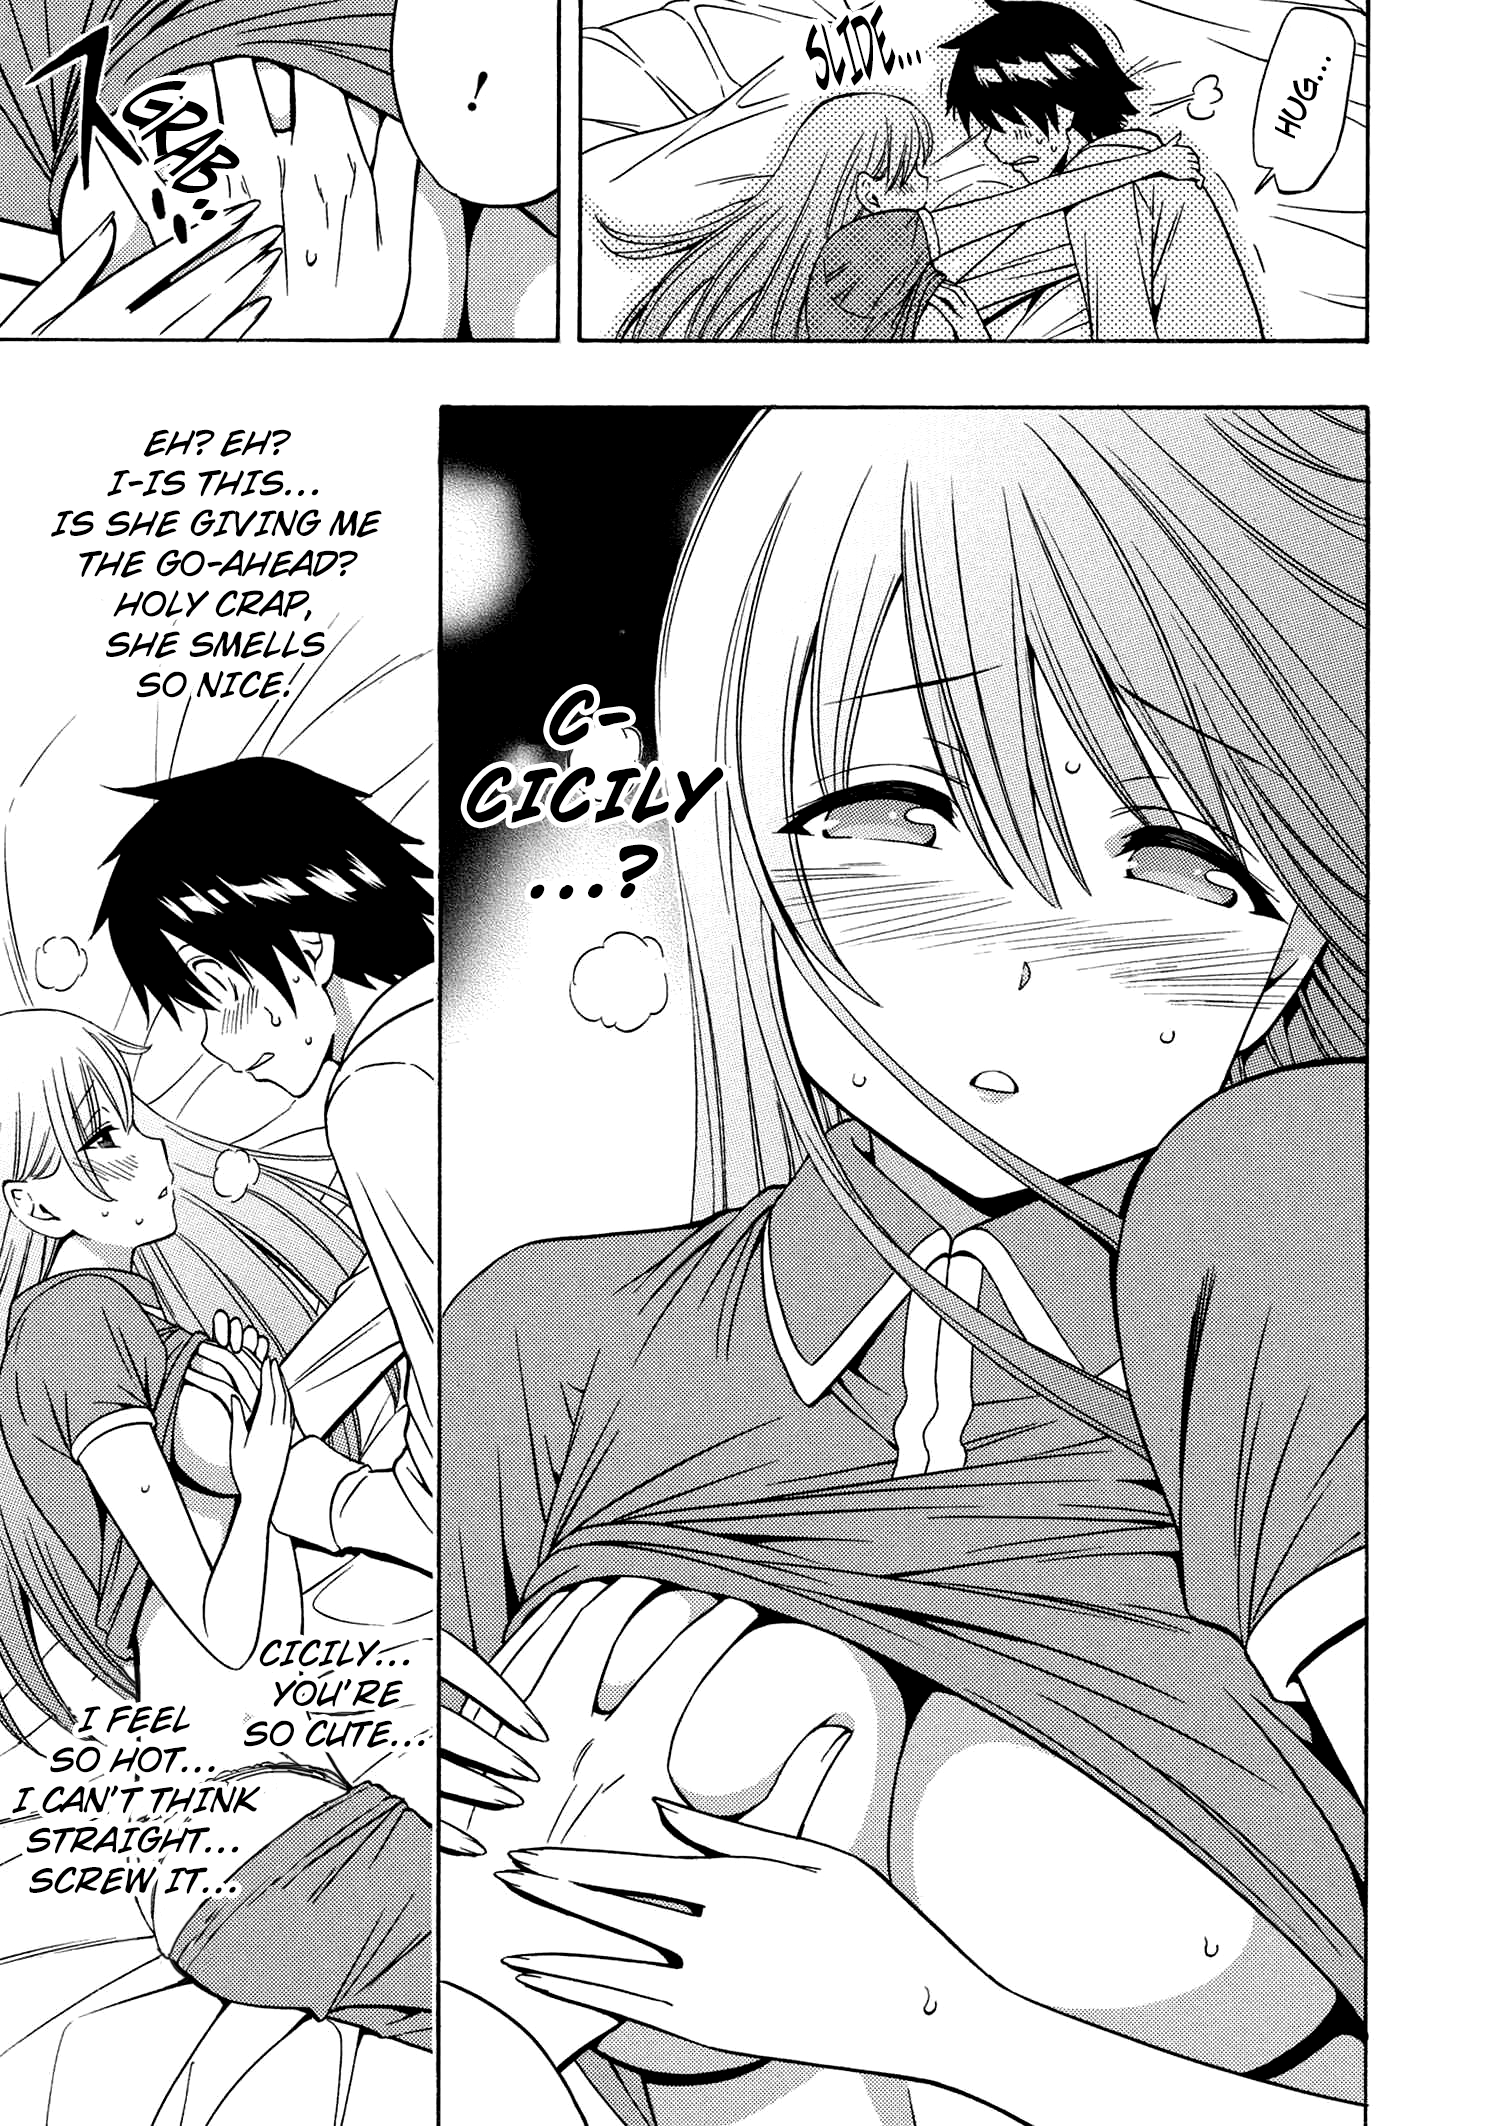 HUG...
SLIDE...
!
GRAB
C-
CICILY
...?
EH? EH?
I-IS THIS...
IS SHE GIVING ME
THE GO-AHEAD?
HOLY CRAP,
SHE SMELLS
SO NICE!
CICILY...
YOU'RE
SO CUTE...
I FEEL
SO HOT...
I CAN'T THINK
STRAIGHT...
SCREW IT...